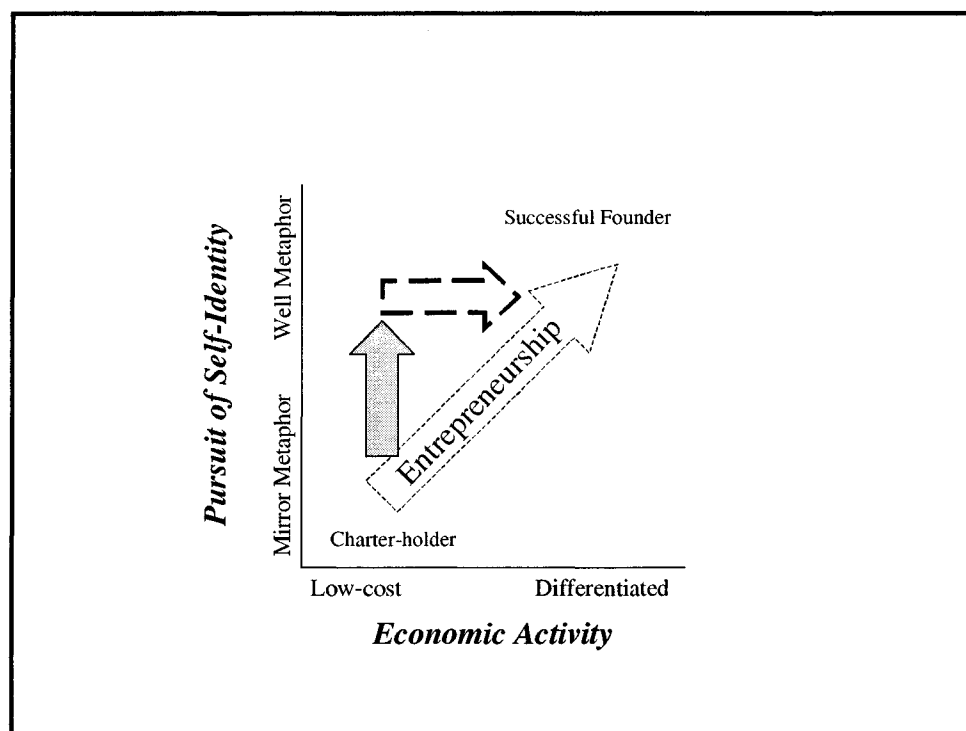 Successful Founder
Pursuit of Self-Identity
Well Metaphor
Mirror Metaphor
Entrepreneurship
Charter-holder
Low-cost
Differentiated
Economic Activity